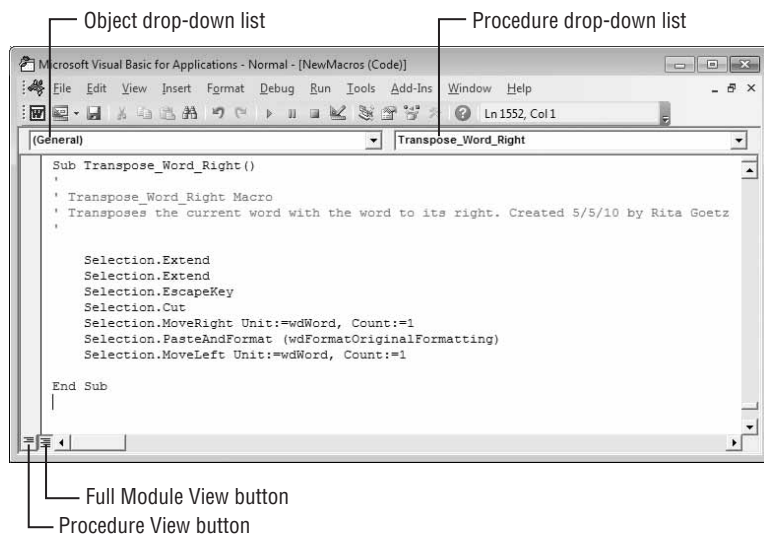 Object drop-down list
Procedure drop-down list
Microsoft Visual Basic for Applications - Normal - [NewMacros (Code)]
File Edit View Insert Format Debug Run Tools Add-Ins Window Help
Ln 1552, Col 1
(General)
Transpose_Word_Right
Sub Transpose_Word_Right()
'
' Transpose_Word_Right Macro
' Transposes the current word with the word to its right. Created 5/5/10 by Rita Goetz
'
Selection.Extend
Selection.Extend
Selection.EscapeKey
Selection.Cut
Selection.MoveRight Unit:=wdWord, Count:=1
Selection.PasteAndFormat (wdFormatOriginalFormatting)
Selection.MoveLeft Unit:=wdWord, Count:=1
End Sub
Full Module View button
Procedure View button